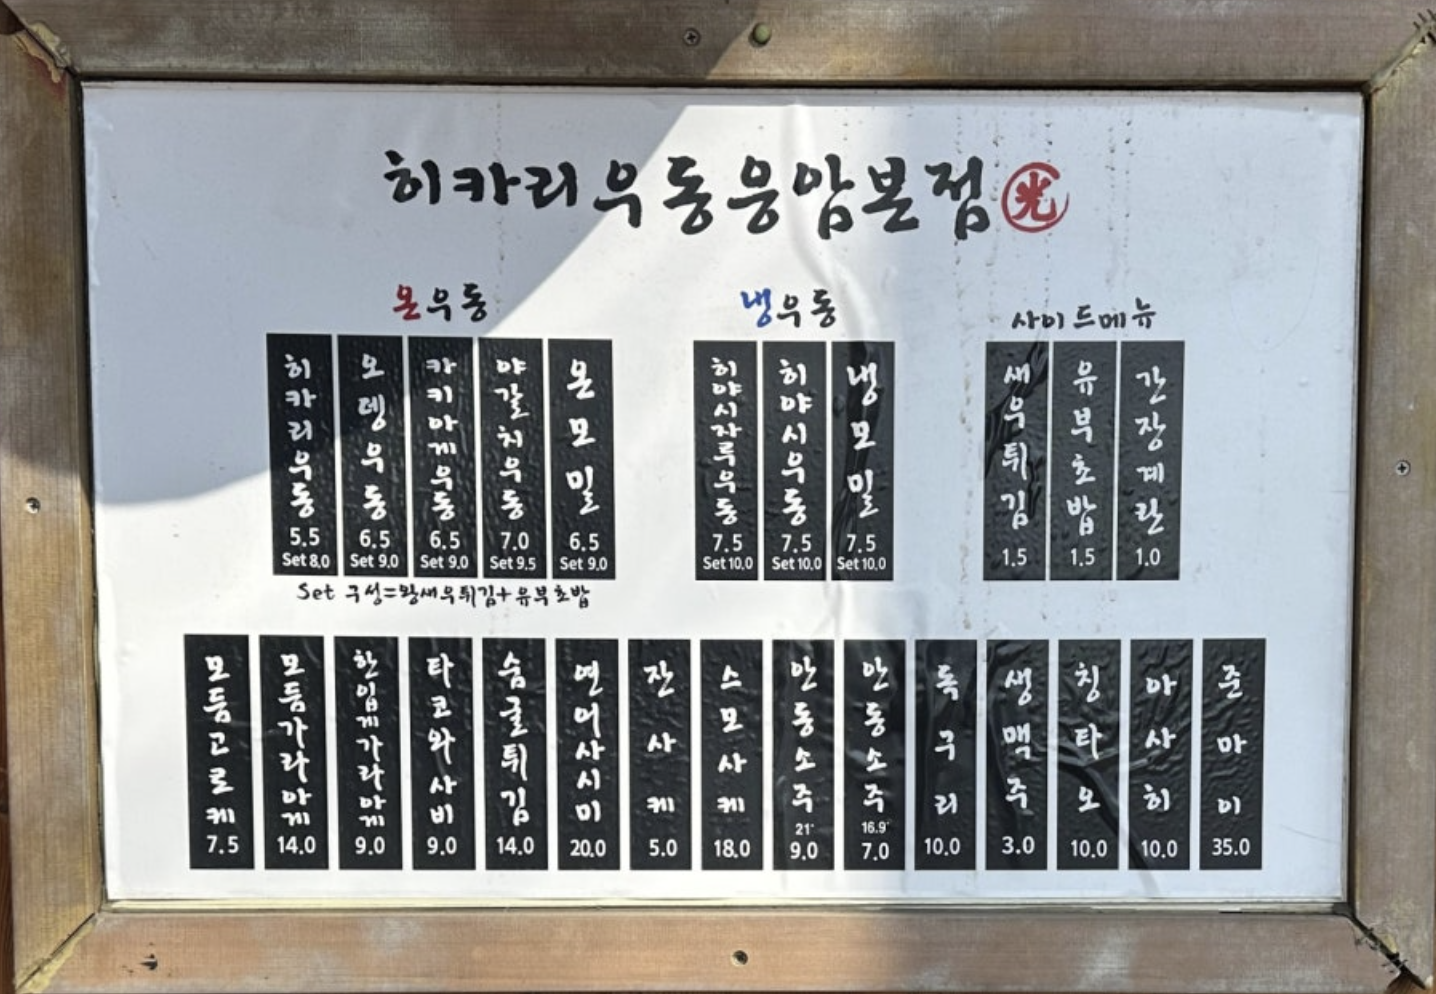 히카리우동응암본점 光
온우동
히카리우동 5.5 Set 8.0
오뎅우동 6.5 Set 9.0
카키아게우동 6.5 Set 9.0
야갈치우동 7.0 Set 9.5
온모밀 6.5 Set 9.0
Set 구성=왕새우튀김+유부초밥
냉우동
히야시자루우동 7.5 Set 10.0
히야시우동 7.5 Set 10.0
냉모밀 7.5 Set 10.0
사이드메뉴
새우튀김 1.5
유부초밥 1.5
간장계란 1.0
모듬고로케 7.5
모듬가라아게 14.0
한입게가라아게 9.0
타코와사비 9.0
숨굴튀김 14.0
연어사시미 20.0
잔사케 5.0
스모사케 18.0
안동소주 21° 9.0
안동소주 16.9° 7.0
독구리 10.0
생맥주 3.0
칭타오 10.0
아사히 10.0
준마이 35.0